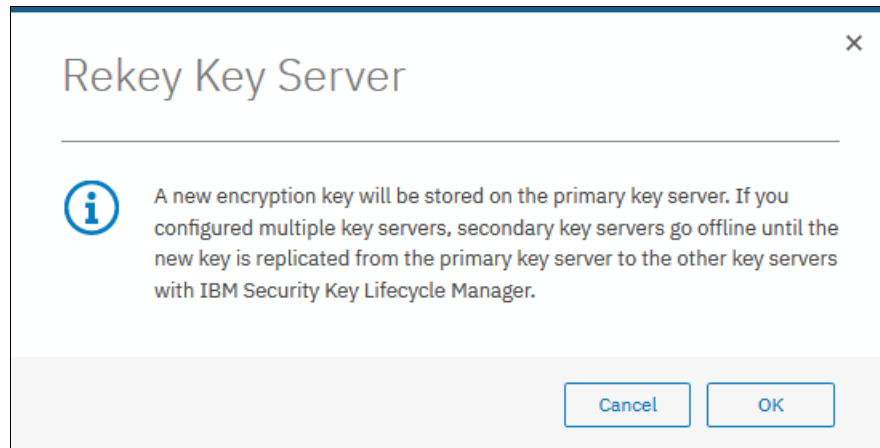 Rekey Key Server
A new encryption key will be stored on the primary key server. If you
configured multiple key servers, secondary key servers go offline until the
new key is replicated from the primary key server to the other key servers
with IBM Security Key Lifecycle Manager.
Cancel
OK